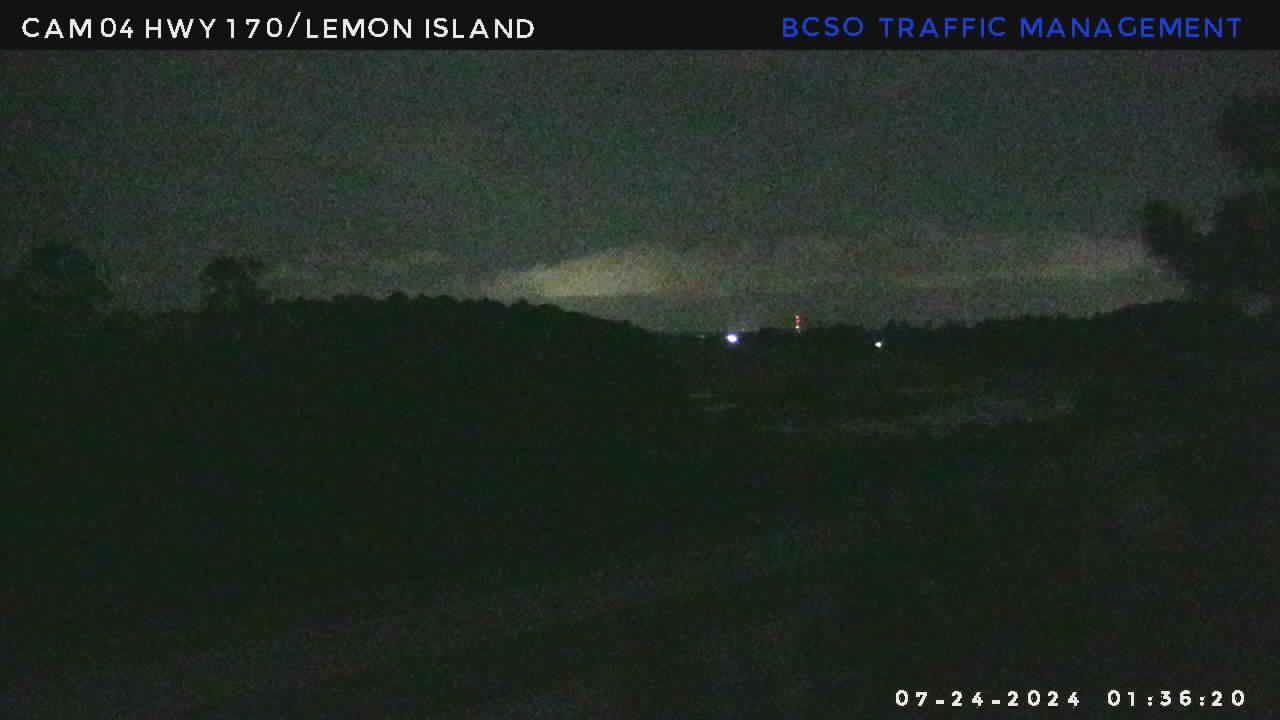 CAM04 HWY 170/LEMON ISLAND
BCSO TRAFFIC MANAGEMENT
07-24-2024 01:36:20